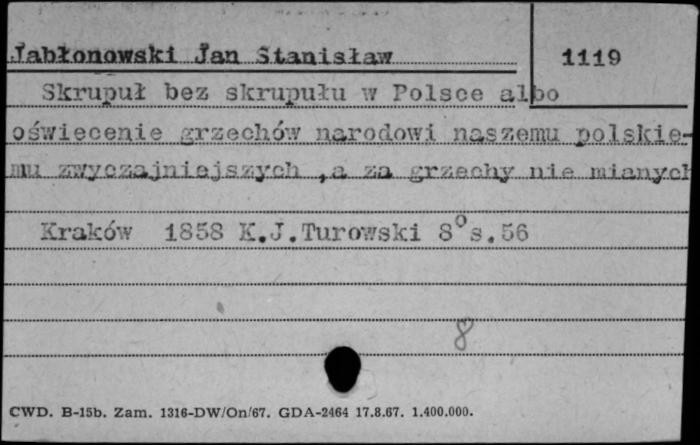 Jabłonowski Jan Stanisław
1119
Skrupuł bez skrupułu w Polsce albo
oświecenie grzechów narodowi naszemu polskie-
mu zwyczajniejszych ,a za grzechy nie mianych
Kraków 1858 K.J.Turowski 8°s.56
8
CWD. B-15b. Zam. 1316-DW/On/67. GDA-2464 17.8.67. 1.400.000.